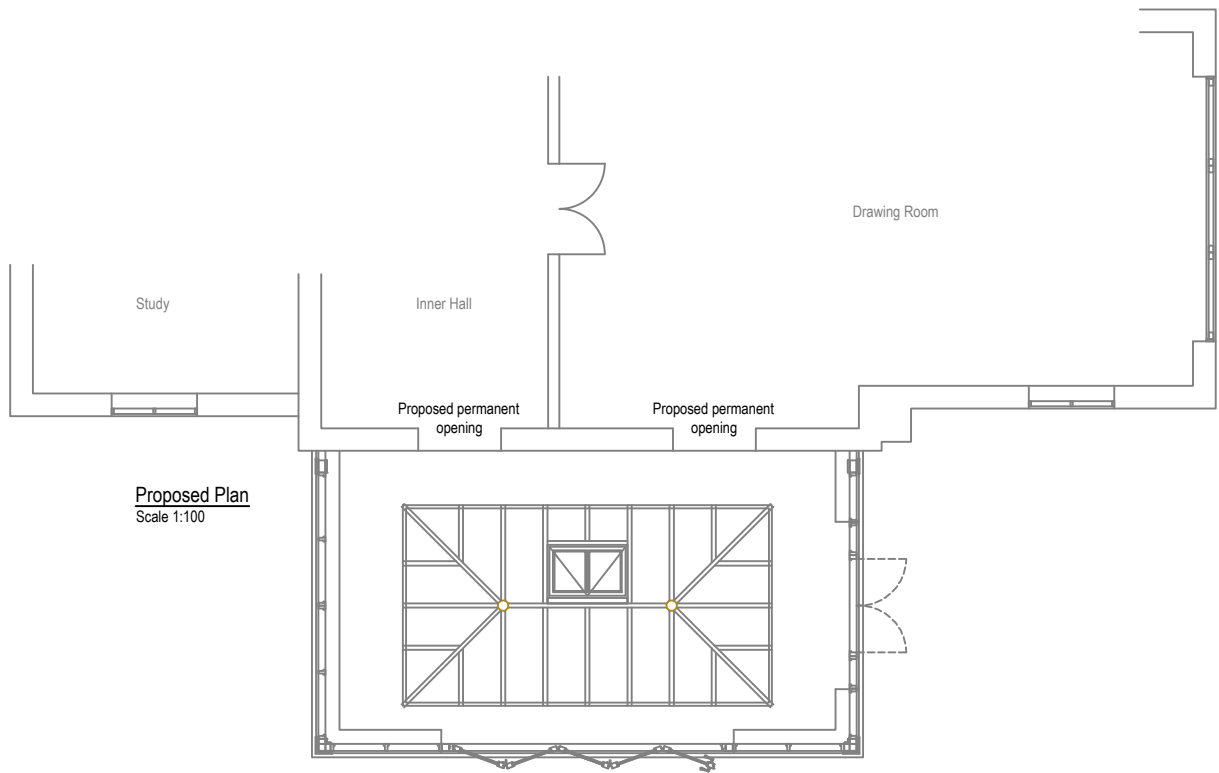 Drawing Room
Study
Inner Hall
Proposed permanent
opening
Proposed permanent
opening
Proposed Plan
Scale 1:100